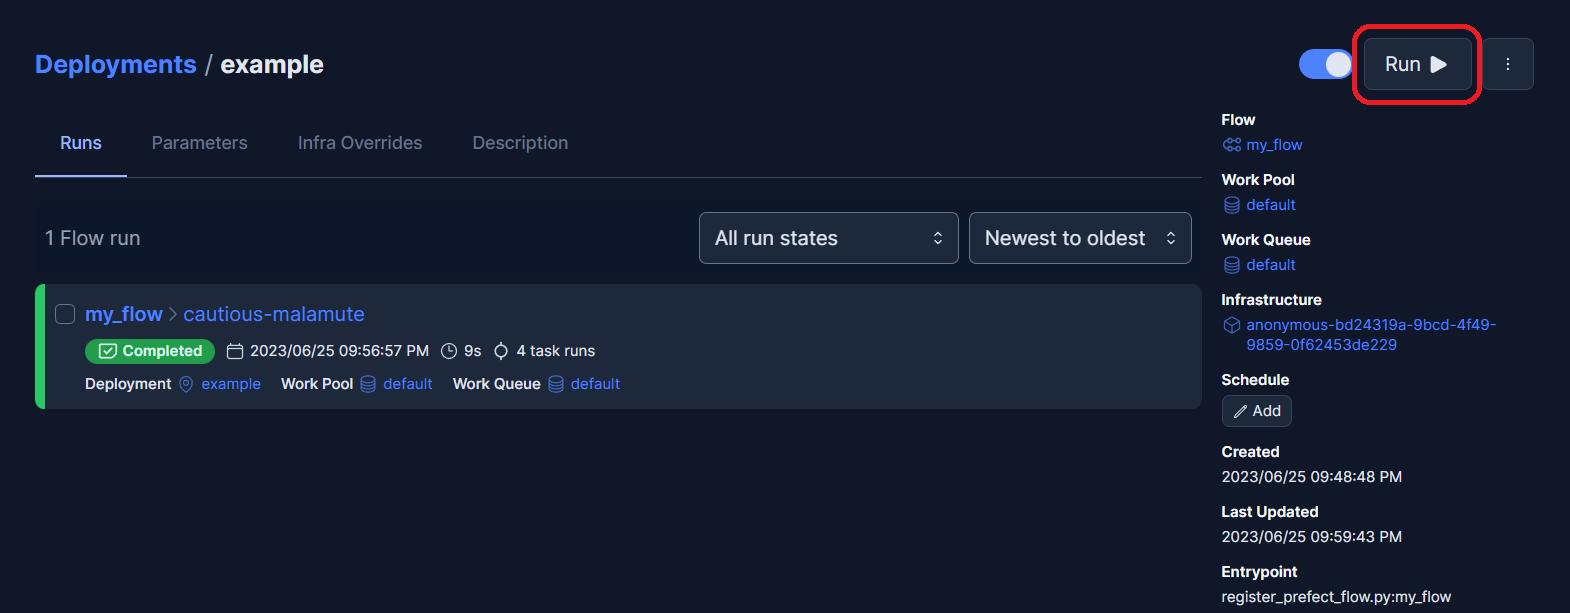 Deployments / example
Run
Runs Parameters Infra Overrides Description
1 Flow run All run states Newest to oldest
my_flow > cautious-malamute
Completed 2023/06/25 09:56:57 PM 9s 4 task runs
Deployment example Work Pool default Work Queue default
Flow
my_flow
Work Pool
default
Work Queue
default
Infrastructure
anonymous-bd24319a-9bcd-4f49-
9859-0f62453de229
Schedule
Add
Created
2023/06/25 09:48:48 PM
Last Updated
2023/06/25 09:59:43 PM
Entrypoint
register_prefect_flow.py:my_flow